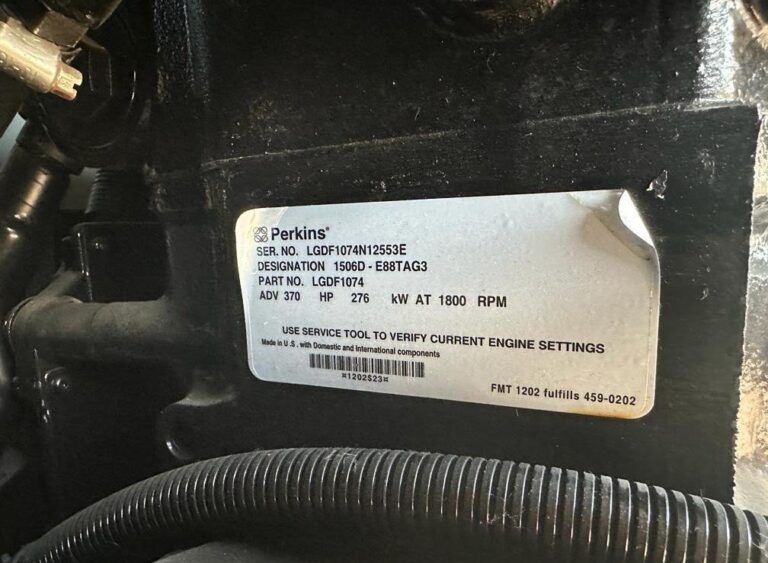 Perkins®
SER. NO. LGDF1074N12553E
DESIGNATION 1506D - E88TAG3
PART NO. LGDF1074
ADV 370 HP 276 kW AT 1800 RPM
USE SERVICE TOOL TO VERIFY CURRENT ENGINE SETTINGS
Made in U .S . with Domestic and International components
¤1202523¤
FMT 1202 fulfills 459-0202